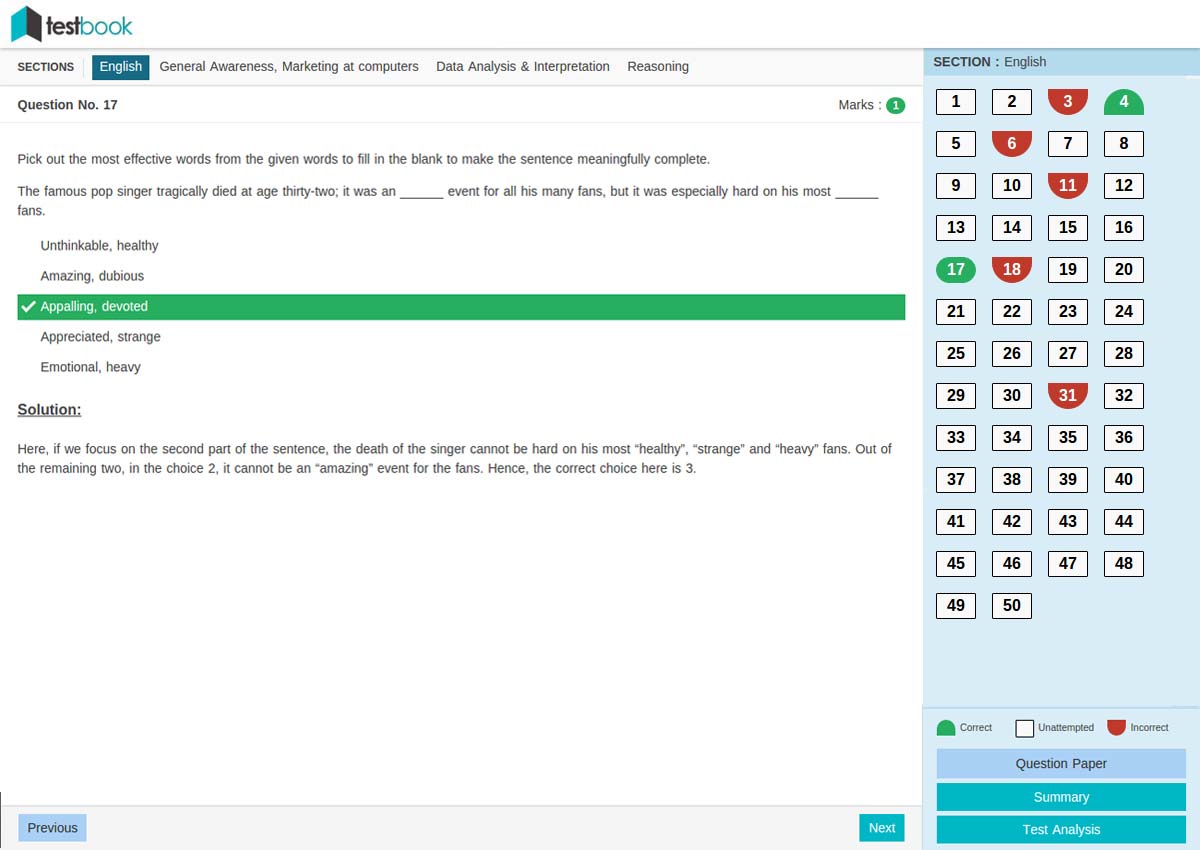 testbook
SECTIONS English General Awareness, Marketing at computers Data Analysis & Interpretation Reasoning
Question No. 17 Marks : 1
Pick out the most effective words from the given words to fill in the blank to make the sentence meaningfully complete.
The famous pop singer tragically died at age thirty-two; it was an ______ event for all his many fans, but it was especially hard on his most ______
fans.
Unthinkable, healthy
Amazing, dubious
Appalling, devoted
Appreciated, strange
Emotional, heavy
Solution:
Here, if we focus on the second part of the sentence, the death of the singer cannot be hard on his most “healthy”, “strange” and “heavy” fans. Out of
the remaining two, in the choice 2, it cannot be an “amazing” event for the fans. Hence, the correct choice here is 3.
Previous Next
SECTION : English
1 2 3 4
5 6 7 8
9 10 11 12
13 14 15 16
17 18 19 20
21 22 23 24
25 26 27 28
29 30 31 32
33 34 35 36
37 38 39 40
41 42 43 44
45 46 47 48
49 50
Correct Unattempted Incorrect
Question Paper
Summary
Test Analysis